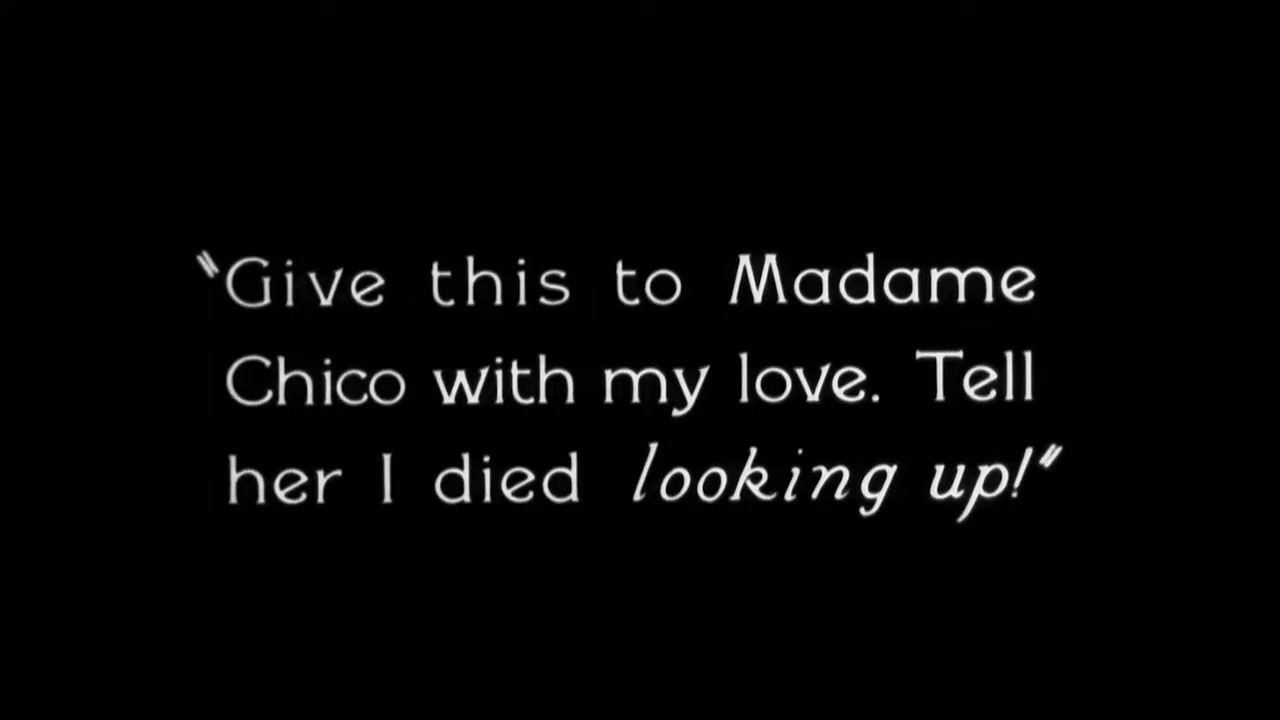 "Give this to Madame
Chico with my love. Tell
her I died looking up!"